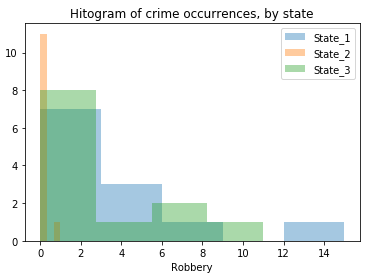 Hitogram of crime occurrences, by state
State_1
State_2
State_3
10
8
6
4
2
0
0 2 4 6 8 10 12 14
Robbery